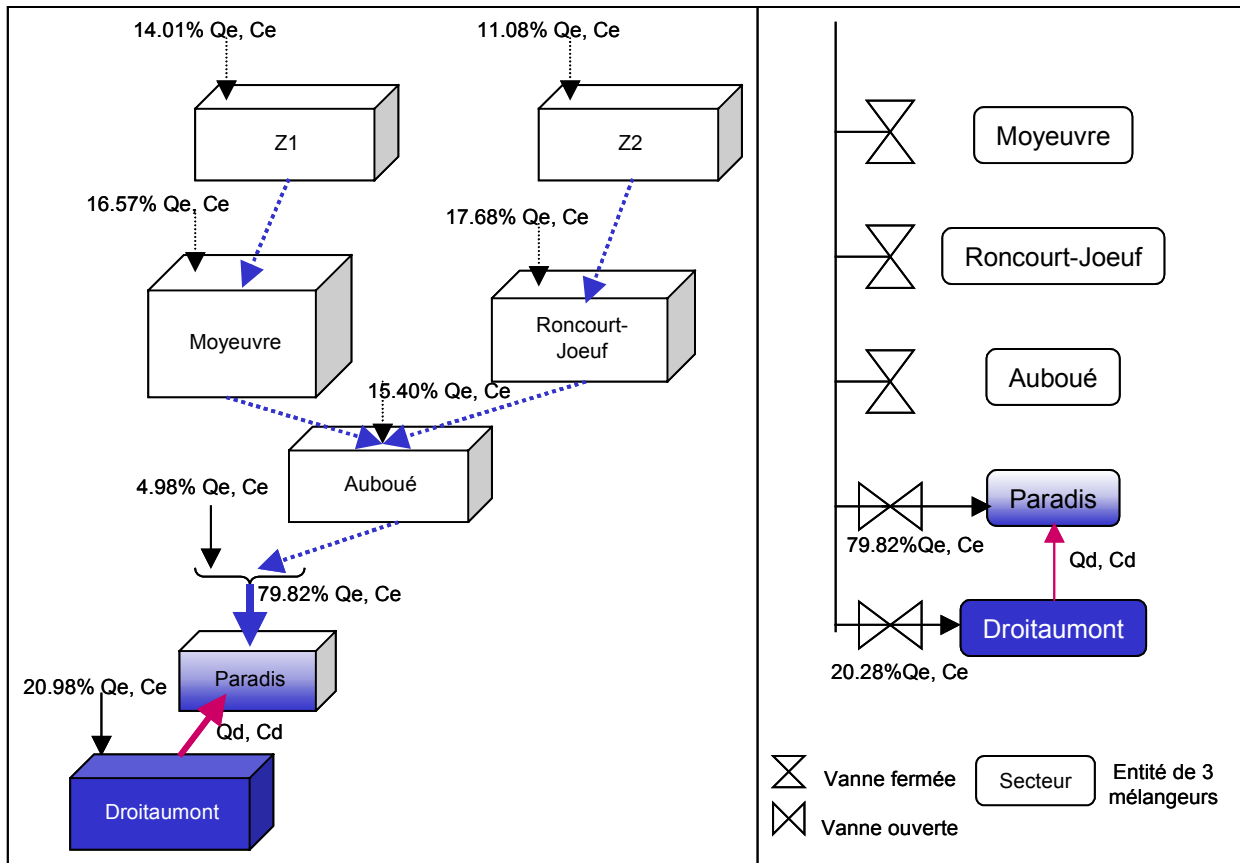 14.01% Qe, Ce
11.08% Qe, Ce
Z1
Z2
16.57% Qe, Ce
17.68% Qe, Ce
Moyeuvre
Roncourt-
Joeuf
15.40% Qe, Ce
Auboué
4.98% Qe, Ce
79.82% Qe, Ce
Paradis
20.98% Qe, Ce
Qd, Cd
Droitaumont
Moyeuvre
Roncourt-Joeuf
Auboué
Paradis
79.82%Qe, Ce
Qd, Cd
Droitaumont
20.28%Qe, Ce
Vanne fermée
Vanne ouverte
Secteur
Entité de 3
mélangeurs